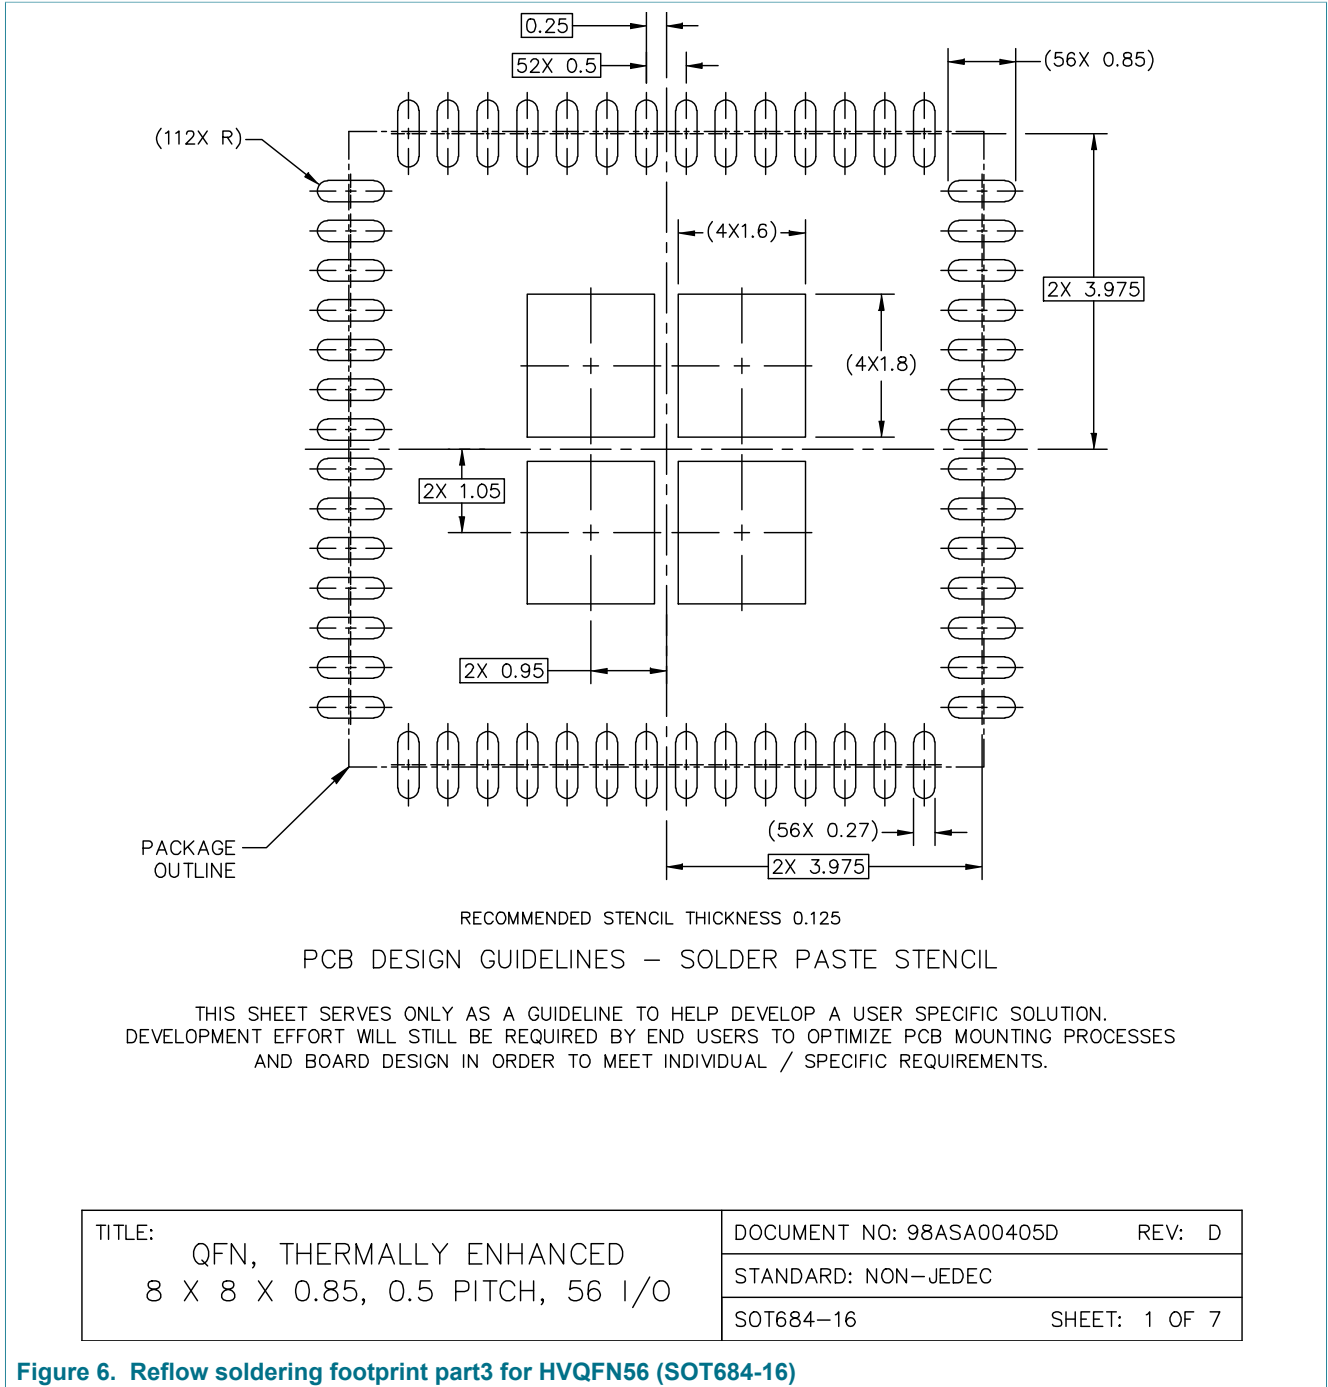 0.25
52X 0.5
(56X 0.85)
(112X R)
(4X1.6)
2X 3.975
(4X1.8)
2X 1.05
2X 0.95
(56X 0.27)
PACKAGE
OUTLINE
2X 3.975
RECOMMENDED STENCIL THICKNESS 0.125
PCB DESIGN GUIDELINES – SOLDER PASTE STENCIL
THIS SHEET SERVES ONLY AS A GUIDELINE TO HELP DEVELOP A USER SPECIFIC SOLUTION.
DEVELOPMENT EFFORT WILL STILL BE REQUIRED BY END USERS TO OPTIMIZE PCB MOUNTING PROCESSES
AND BOARD DESIGN IN ORDER TO MEET INDIVIDUAL / SPECIFIC REQUIREMENTS.
TITLE:
QFN, THERMALLY ENHANCED
8 X 8 X 0.85, 0.5 PITCH, 56 I/O
DOCUMENT NO: 98ASA00405D REV: D
STANDARD: NON–JEDEC
SOT684–16 SHEET: 1 OF 7
Figure 6. Reflow soldering footprint part3 for HVQFN56 (SOT684-16)